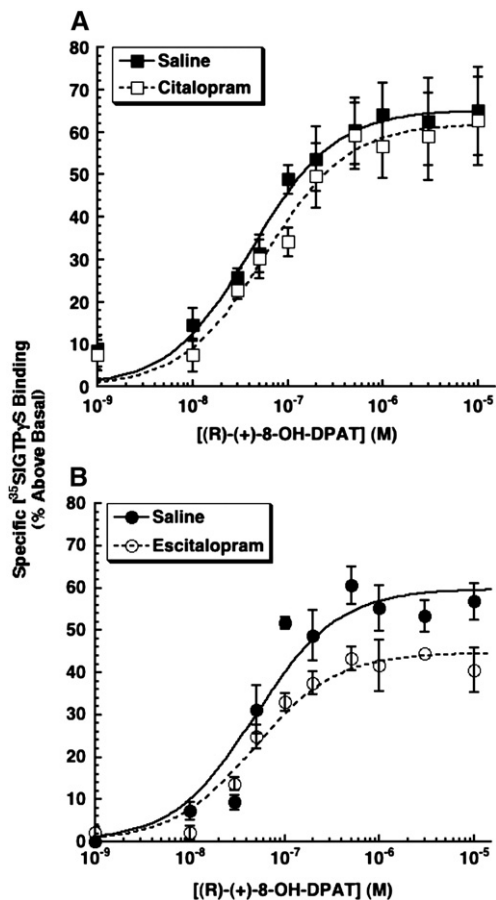 A
Saline
Citalopram
80
70
60
50
40
30
20
10
0
10-9
10-8
10-7
10-6
10-5
[(R)-(+)-8-OH-DPAT] (M)
Specific [35S]GTPγS Binding
(% Above Basal)
B
Saline
Escitalopram
80
70
60
50
40
30
20
10
0
10-9
10-8
10-7
10-6
10-5
[(R)-(+)-8-OH-DPAT] (M)